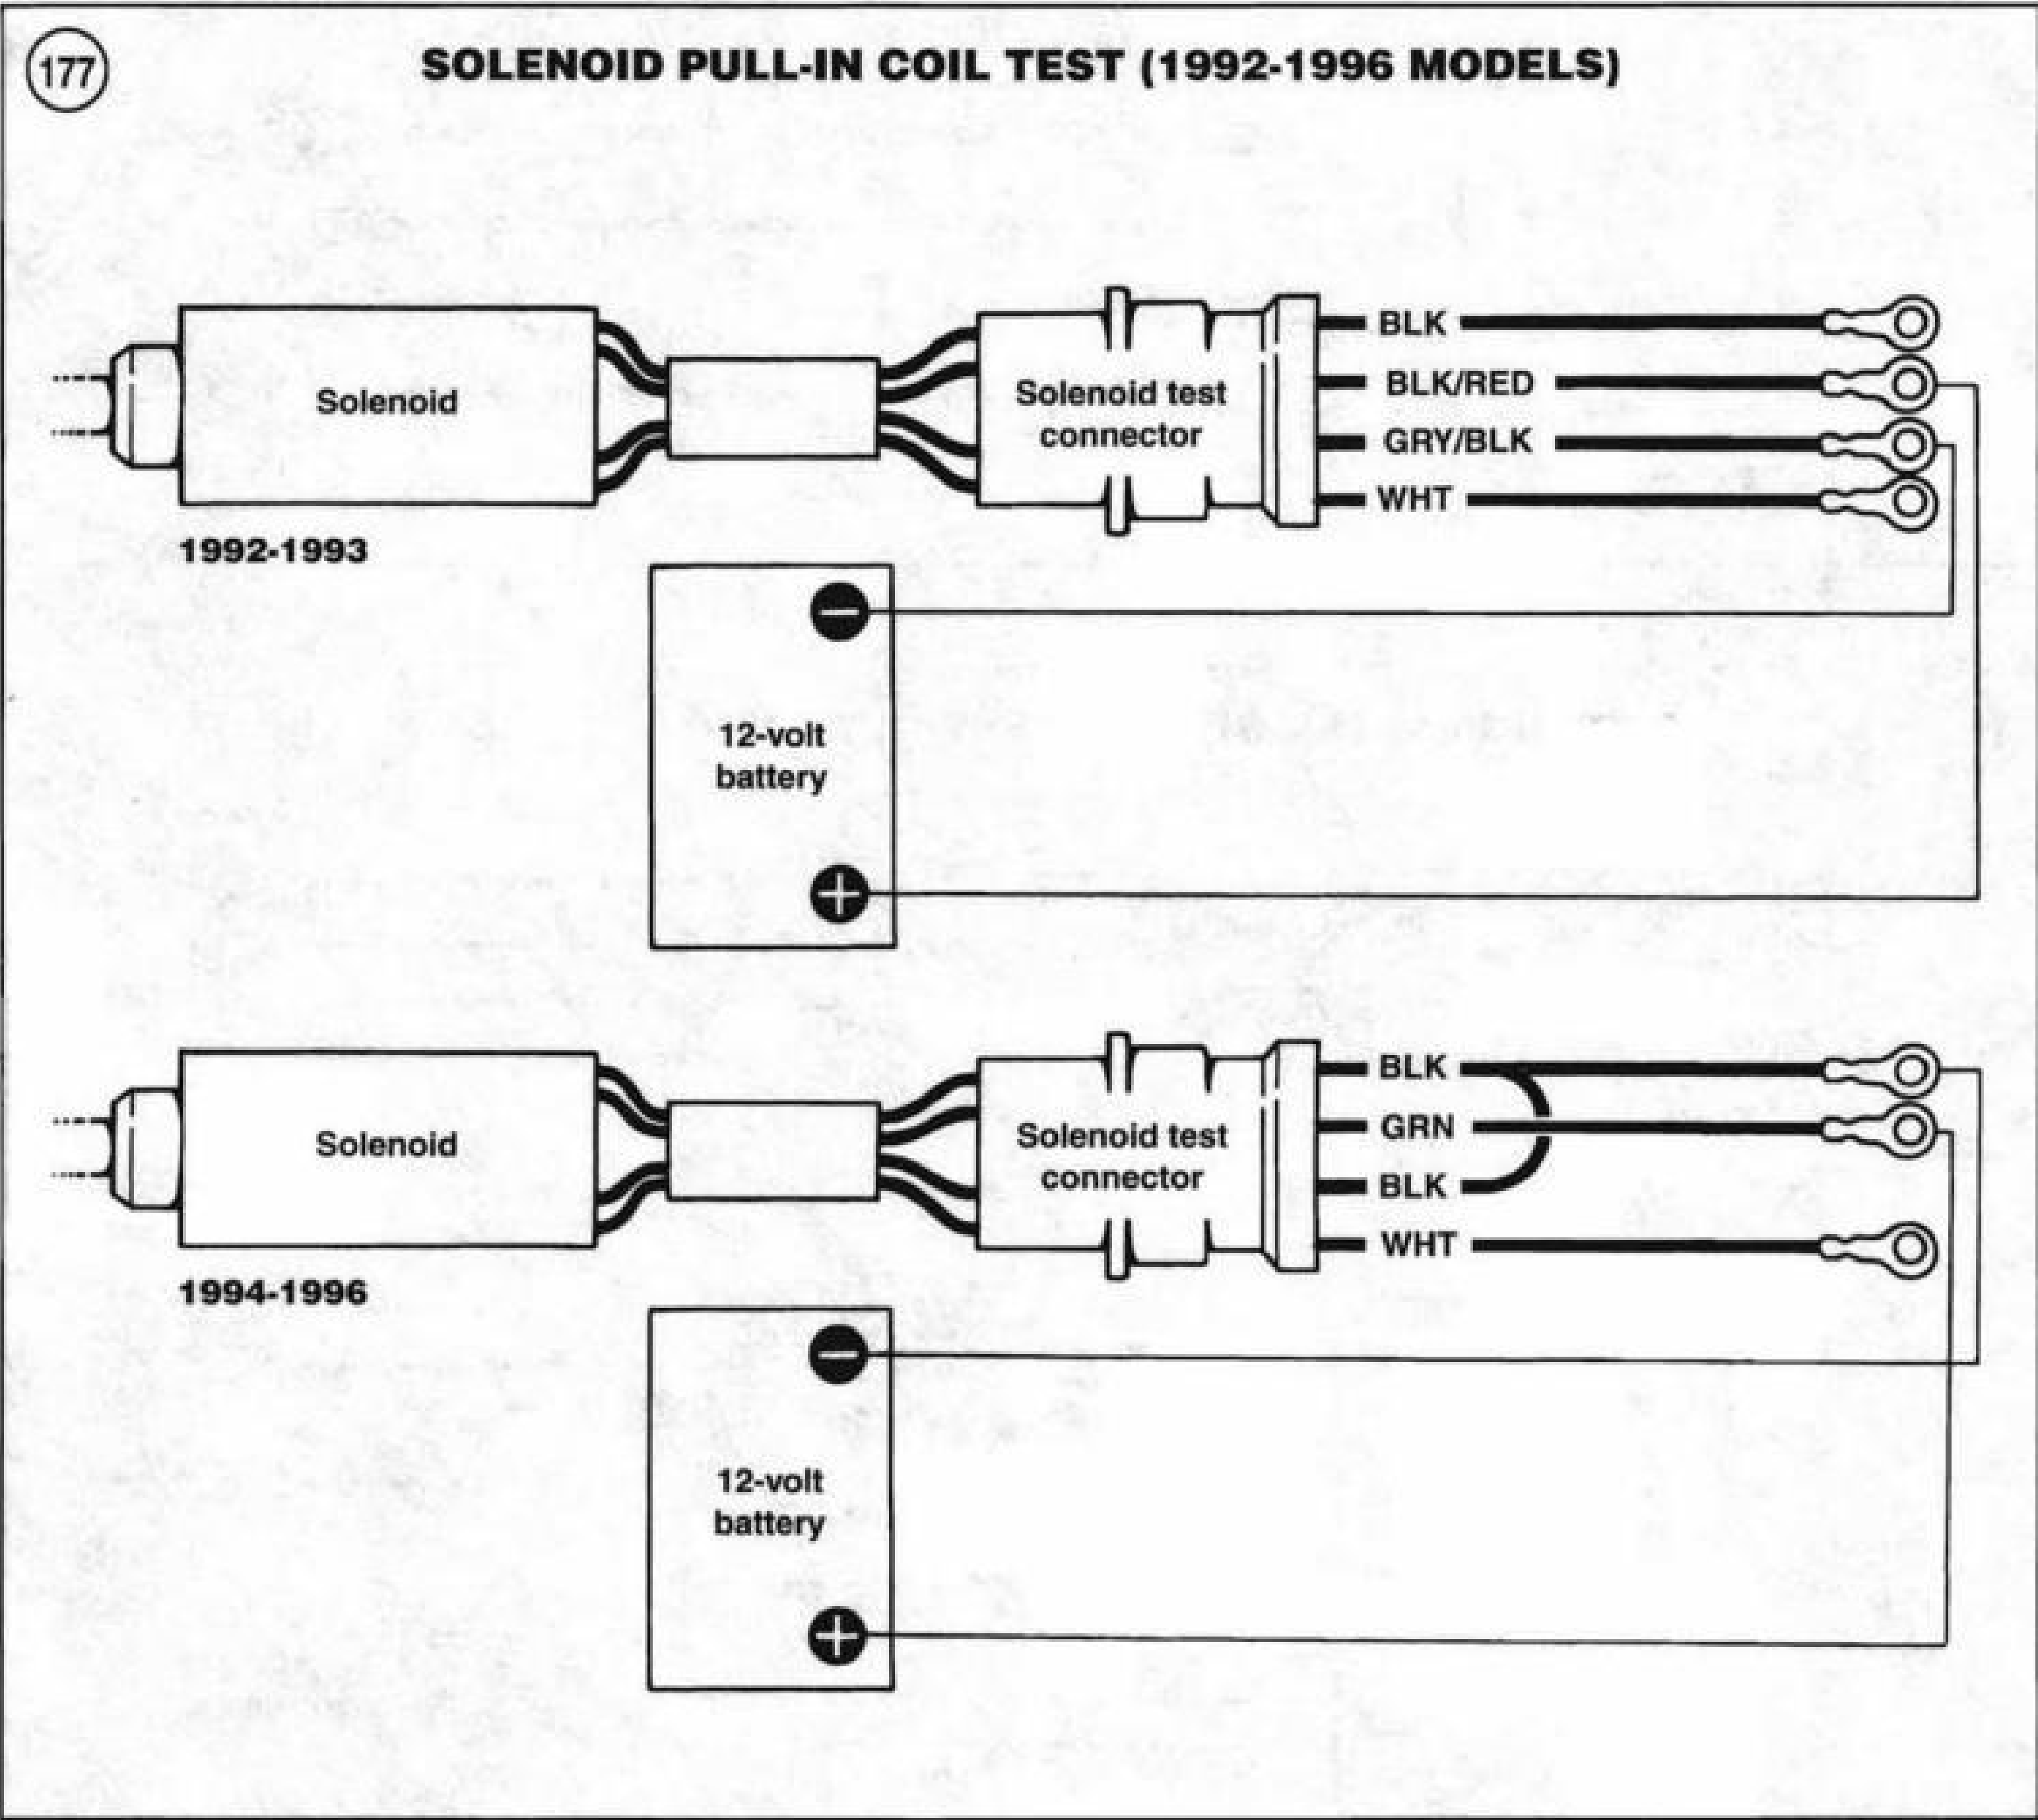 177
SOLENOID PULL-IN COIL TEST (1992-1996 MODELS)
Solenoid
Solenoid test
connector
BLK
BLK/RED
GRY/BLK
WHT
1992-1993
12-volt
battery
Solenoid
Solenoid test
connector
BLK
GRN
BLK
WHT
1994-1996
12-volt
battery